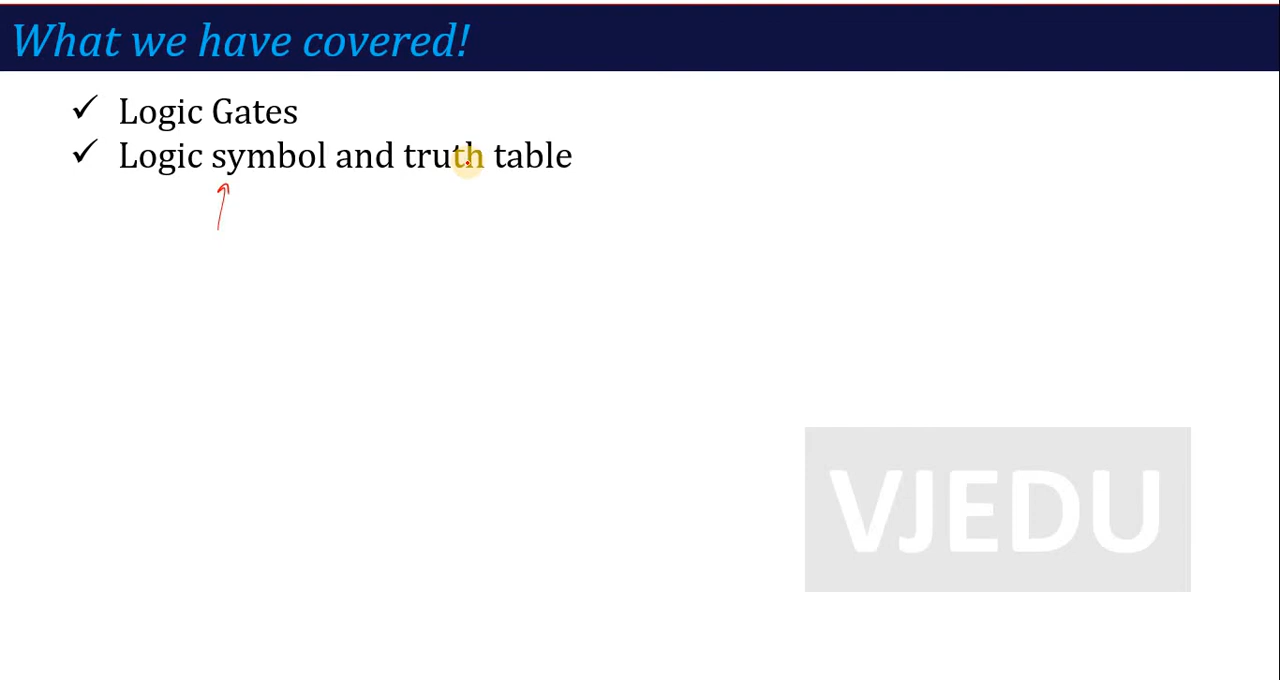 What we have covered!
✓ Logic Gates
✓ Logic symbol and truth table
VJEDU